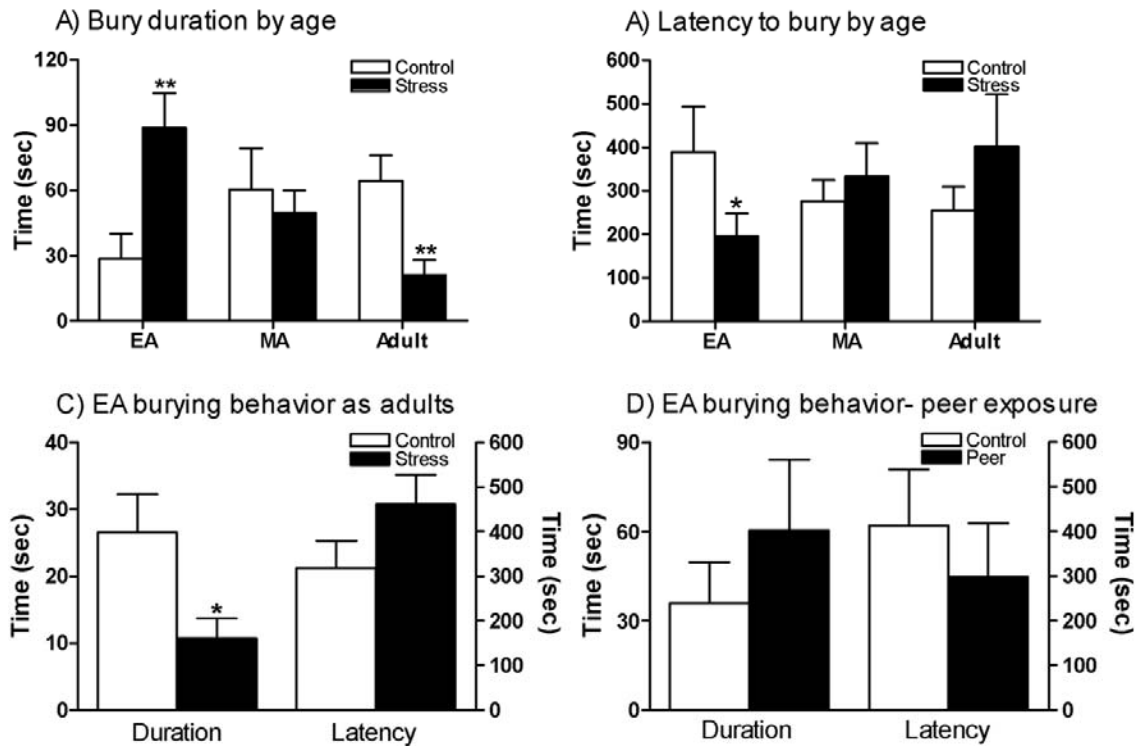 A) Bury duration by age
120
90
60
30
0
Time (sec)
Control
Stress
**
**
EA MA Adult
A) Latency to bury by age
600
500
400
300
200
100
0
Time (sec)
Control
Stress
*
EA MA Adult
C) EA burying behavior as adults
40
30
20
10
0
Time (sec)
Control
Stress
*
600
500
400
300
200
100
0
Time (sec)
Duration Latency
D) EA burying behavior- peer exposure
90
60
30
0
Time (sec)
Control
Peer
600
500
400
300
200
100
0
Time (sec)
Duration Latency